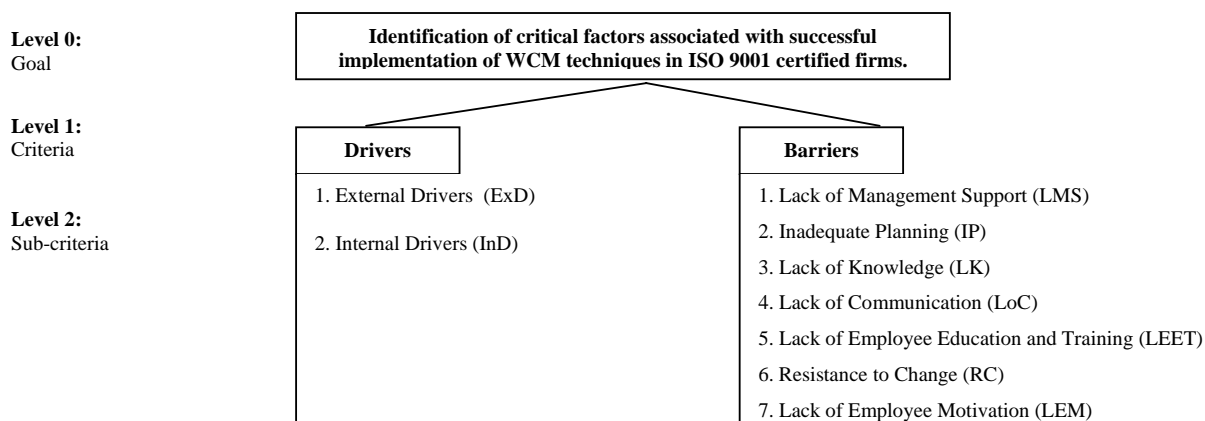 Level 0:
Goal
Identification of critical factors associated with successful
implementation of WCM techniques in ISO 9001 certified firms.
Level 1:
Criteria
Drivers
Barriers
Level 2:
Sub-criteria
1. External Drivers (ExD)
2. Internal Drivers (InD)
1. Lack of Management Support (LMS)
2. Inadequate Planning (IP)
3. Lack of Knowledge (LK)
4. Lack of Communication (LoC)
5. Lack of Employee Education and Training (LEET)
6. Resistance to Change (RC)
7. Lack of Employee Motivation (LEM)